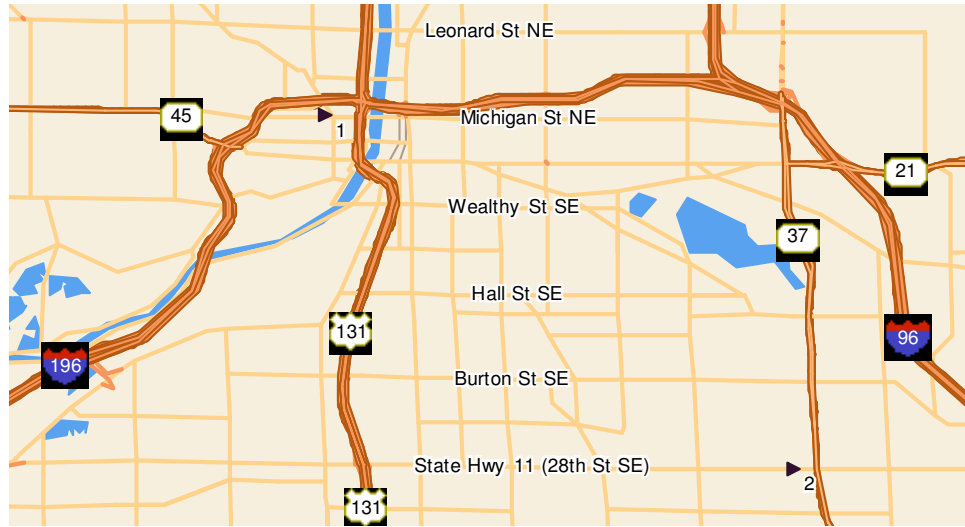 Leonard St NE
45
Michigan St NE
1
21
Wealthy St SE
37
Hall St SE
131
96
196
Burton St SE
State Hwy 11 (28th St SE)
2
131